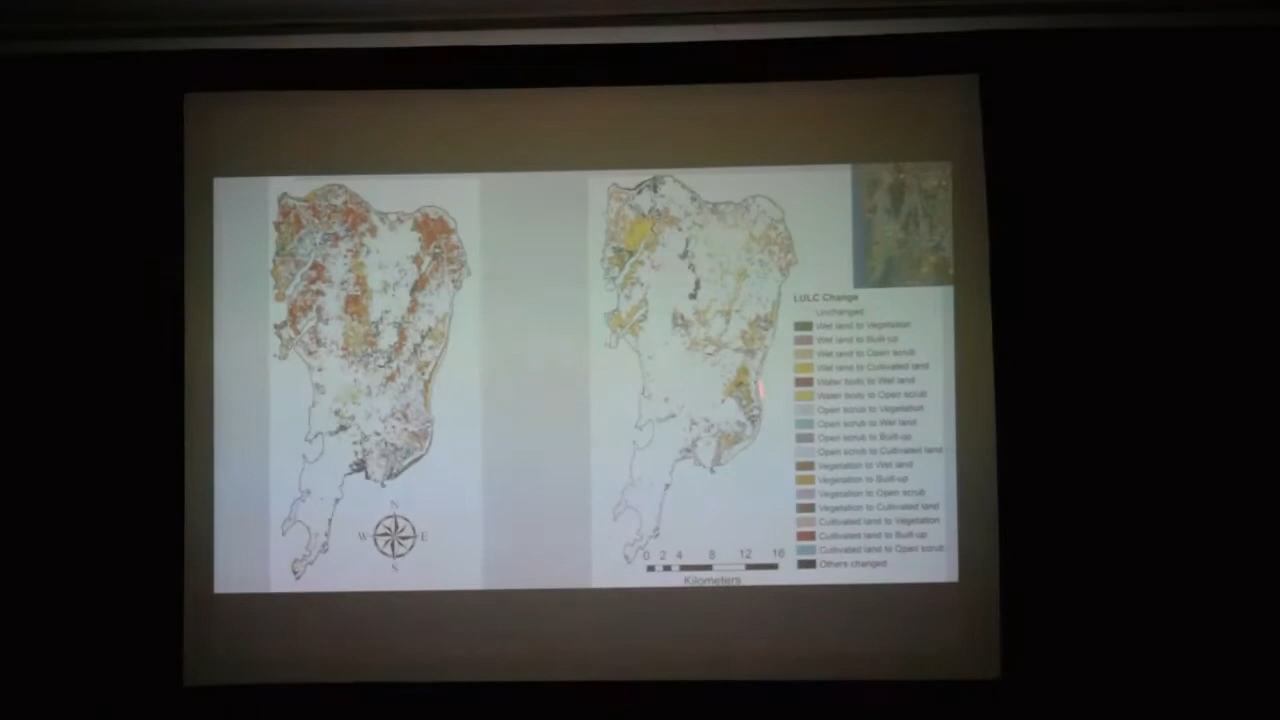 N
W E
S
0 2 4 8 12 16
Kilometers
LULC Change
Unchanged
Wet land to Vegetation
Wet land to Built-up
Wet land to Open scrub
Wet land to Cultivated land
Water body to Wet land
Water body to Open scrub
Open scrub to Vegetation
Open scrub to Wet land
Open scrub to Built-up
Open scrub to Cultivated land
Vegetation to Wet land
Vegetation to Built-up
Vegetation to Open scrub
Vegetation to Cultivated land
Cultivated land to Vegetation
Cultivated land to Built-up
Cultivated land to Open scrub
Others changed